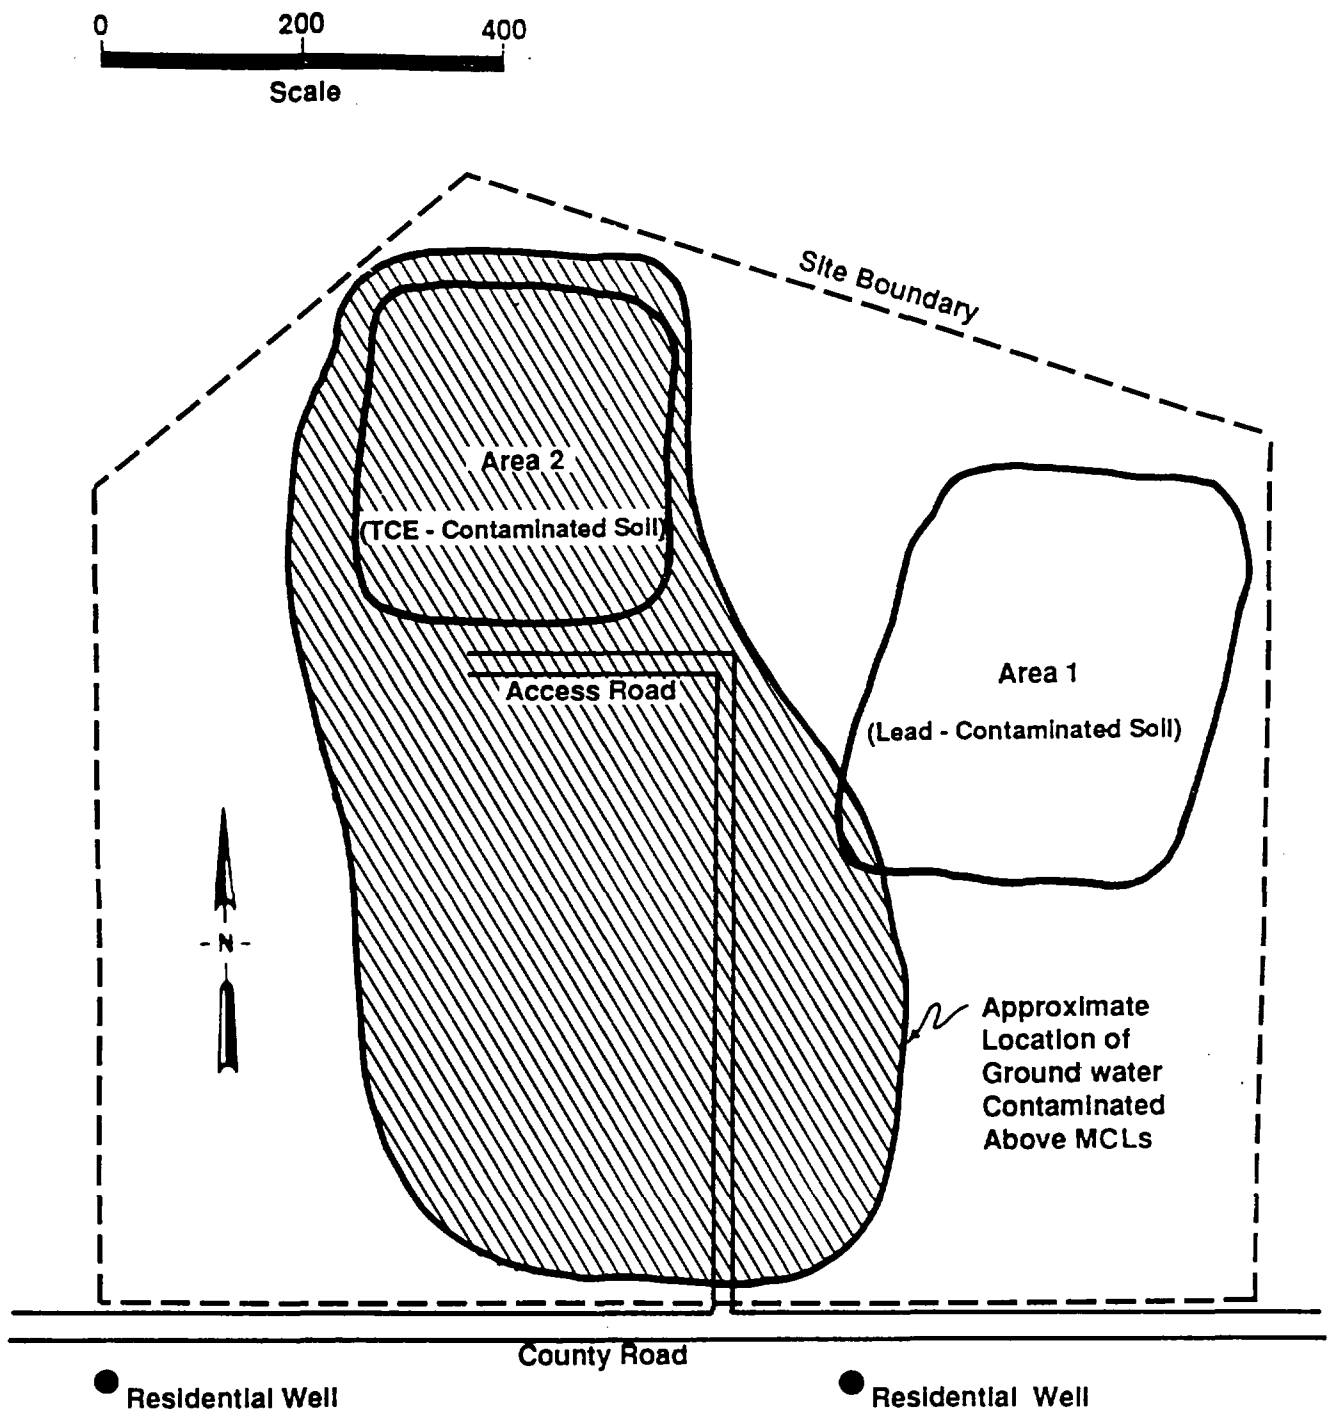 0 200 400
Scale
Site Boundary
Area 2
(TCE - Contaminated Soil)
Access Road
Area 1
(Lead - Contaminated Soil)
- N -
Approximate
Location of
Ground water
Contaminated
Above MCLs
County Road
Residential Well
Residential Well